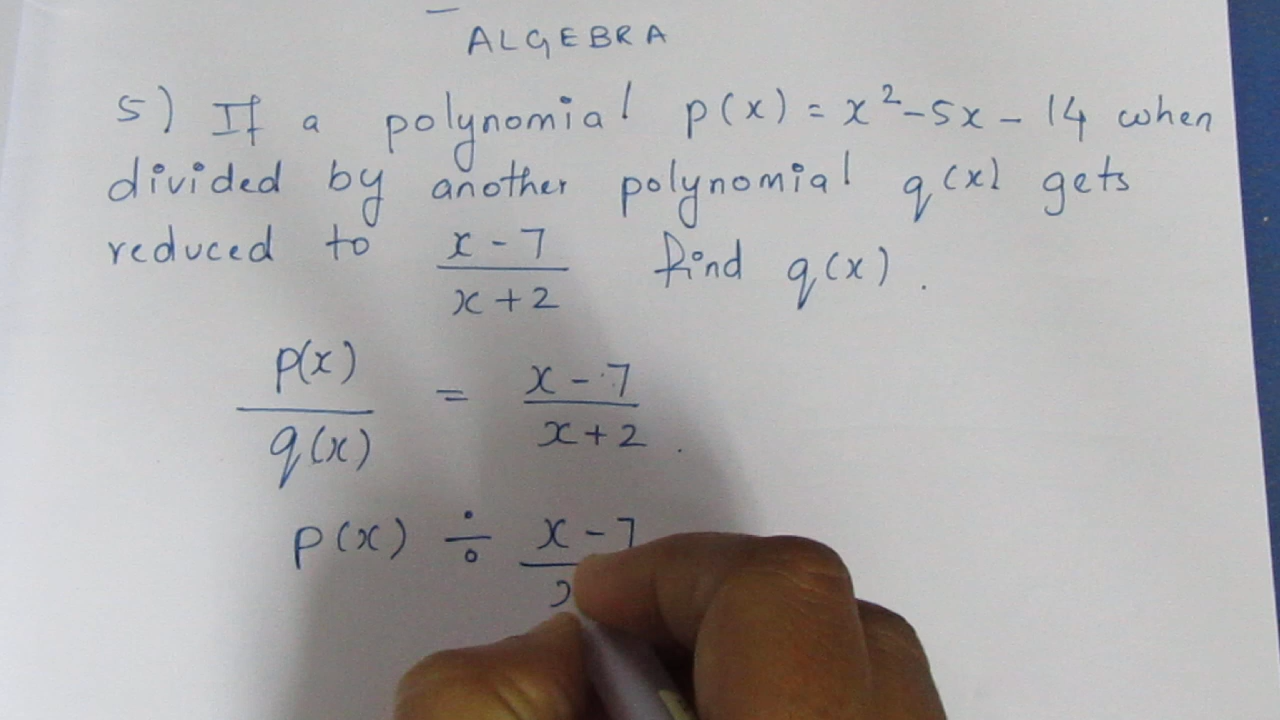 ALGEBRA
5) If a polynomial p(x) = x² - 5x - 14 when
divided by another polynomial q(x) gets
reduced to x - 7 / x + 2 find q(x).
p(x) / q(x) = x - 7 / x + 2.
p(x) ÷ x - 7